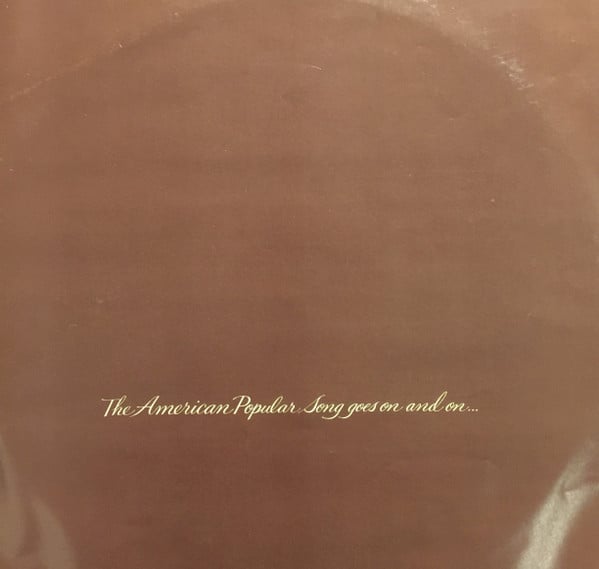 The American Popular Song goes on and on...